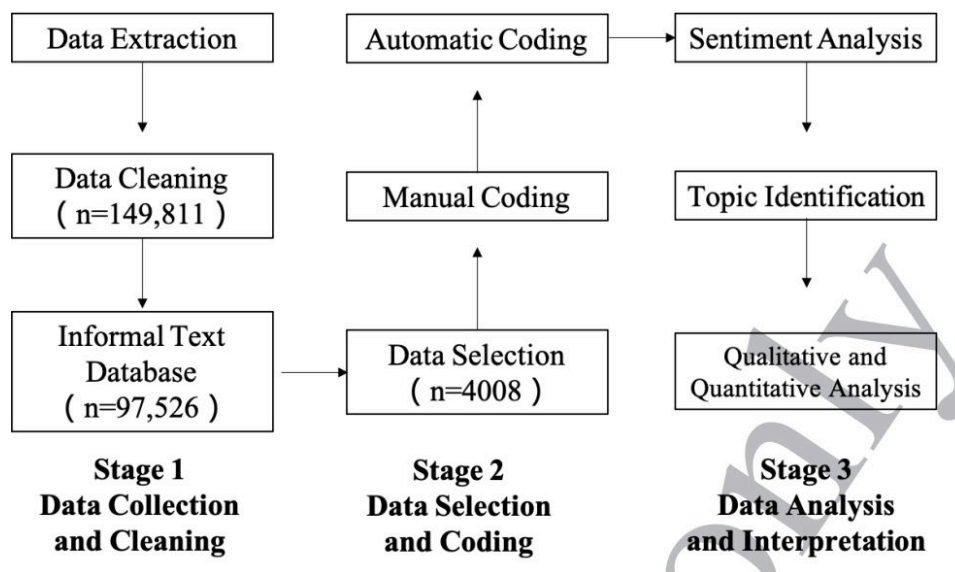 Data Extraction
Data Cleaning
( n=149,811 )
Informal Text
Database
( n=97,526 )
Stage 1
Data Collection
and Cleaning
Automatic Coding
Manual Coding
Data Selection
( n=4008 )
Stage 2
Data Selection
and Coding
Sentiment Analysis
Topic Identification
Qualitative and
Quantitative Analysis
Stage 3
Data Analysis
and Interpretation
only